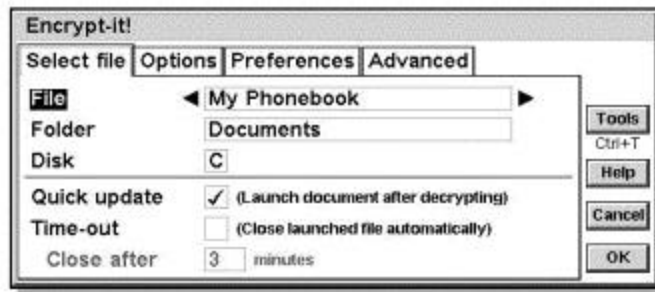 Encrypt-it!
Select file Options Preferences Advanced
File My Phonebook
Folder Documents
Disk C
Quick update ✓ (Launch document after decrypting)
Time-out (Close launched file automatically)
Close after 3 minutes
Tools
Ctrl+T
Help
Cancel
OK